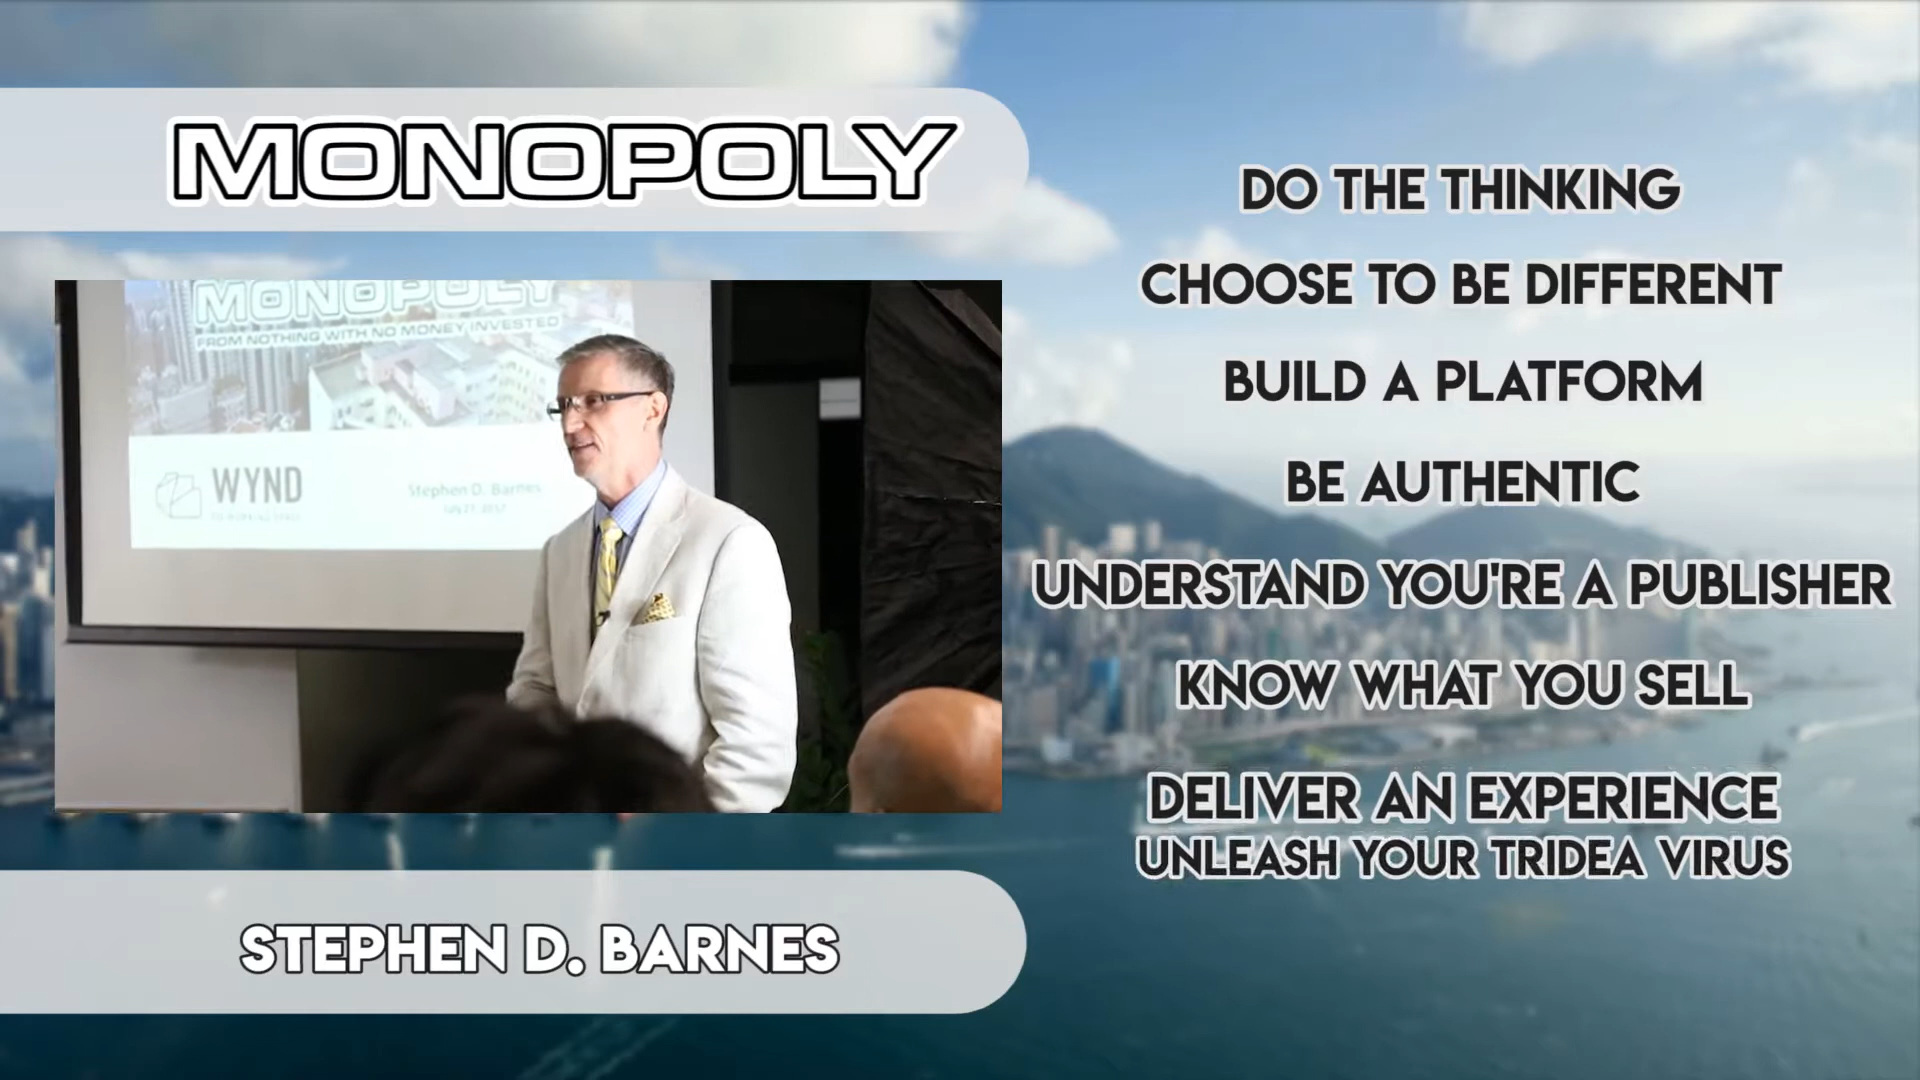 MONOPOLY
MONOPOLY
FROM NOTHING WITH NO MONEY INVESTED
WYND
Stephen D. Barnes
STEPHEN D. BARNES
DO THE THINKING
CHOOSE TO BE DIFFERENT
BUILD A PLATFORM
BE AUTHENTIC
UNDERSTAND YOU'RE A PUBLISHER
KNOW WHAT YOU SELL
DELIVER AN EXPERIENCE
UNLEASH YOUR TRIDEA VIRUS